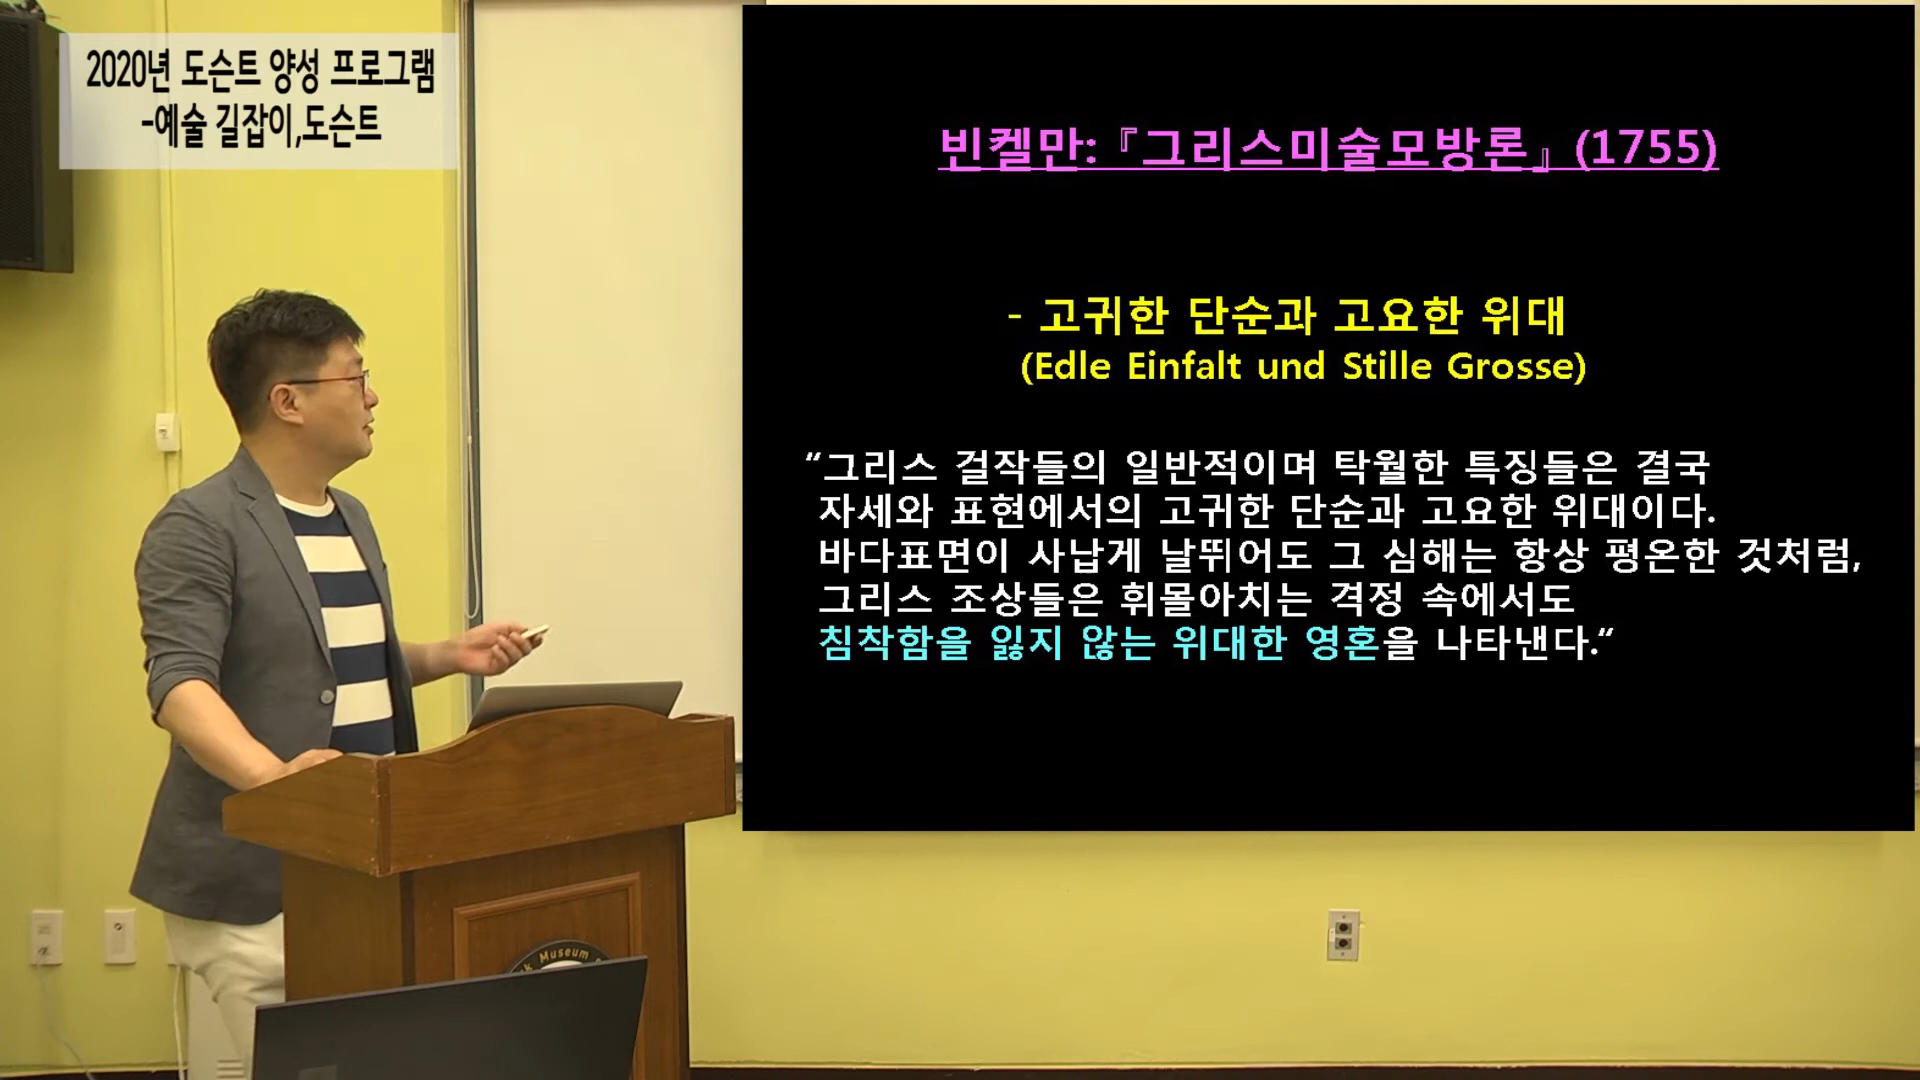 2020년 도슨트 양성 프로그램
-예술 길잡이,도슨트
빈켈만:『그리스미술모방론』(1755)
- 고귀한 단순과 고요한 위대
(Edle Einfalt und Stille Grosse)
“그리스 걸작들의 일반적이며 탁월한 특징들은 결국
자세와 표현에서의 고귀한 단순과 고요한 위대이다.
바다표면이 사납게 날뛰어도 그 심해는 항상 평온한 것처럼,
그리스 조상들은 휘몰아치는 격정 속에서도
침착함을 잃지 않는 위대한 영혼을 나타낸다.“
Museum